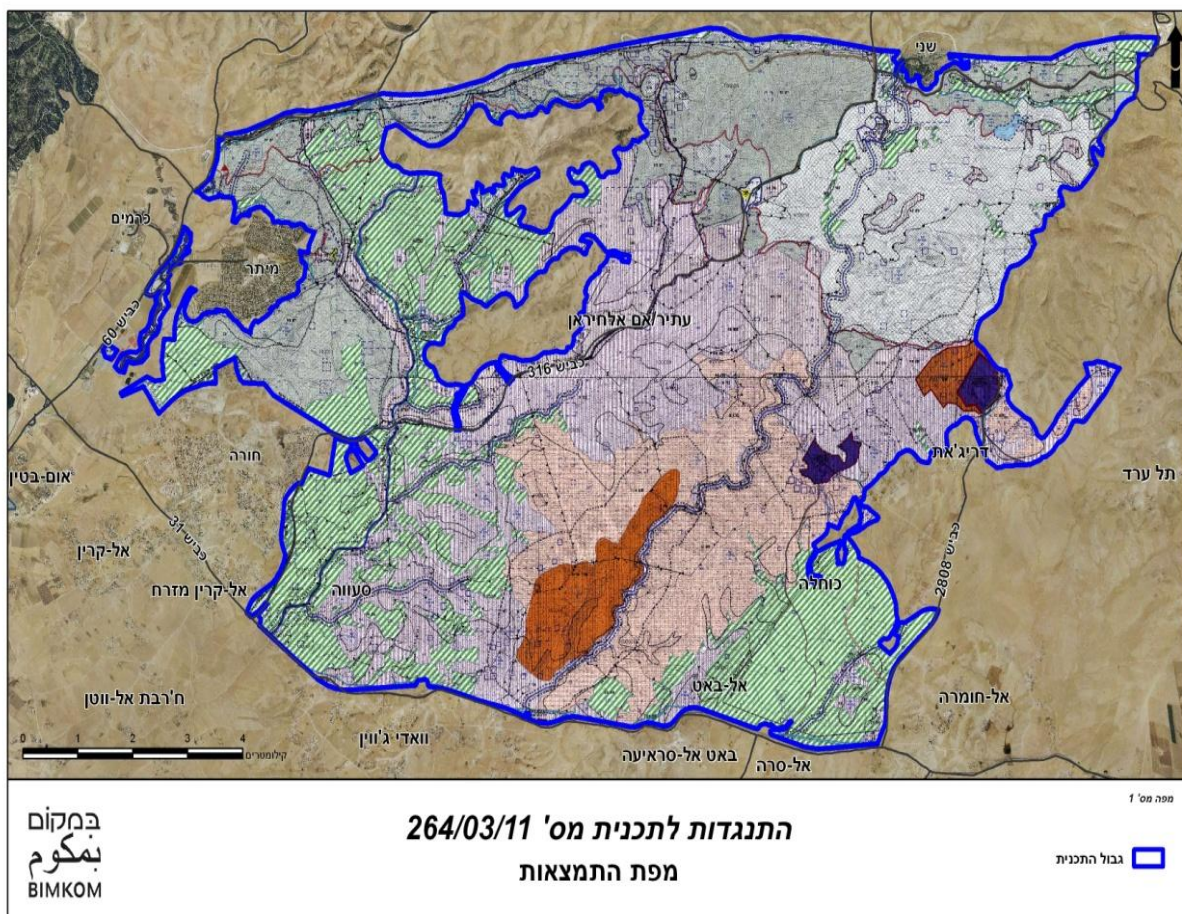 שני
כרמים
מיתר
כביש 60
עתיר/אם אלחיראן
כביש 316
דריג'את
תל ערד
חורה
אום-בטין
כביש 31
אל-קרין
אל-קרין מזרח
סעווה
כוחלה
כביש 2808
אל-באט
אל-חומרה
ח'רבת אל-ווטן
וואדי ג'ווין
באט אל-סראיעה
אל-סרה
0 1 2 3 4
קילומטרים
מפה מס' 1
התנגדות לתכנית מס' 264/03/11
מפת התמצאות
גבול התכנית
במקום
بمكوم
BIMKOM